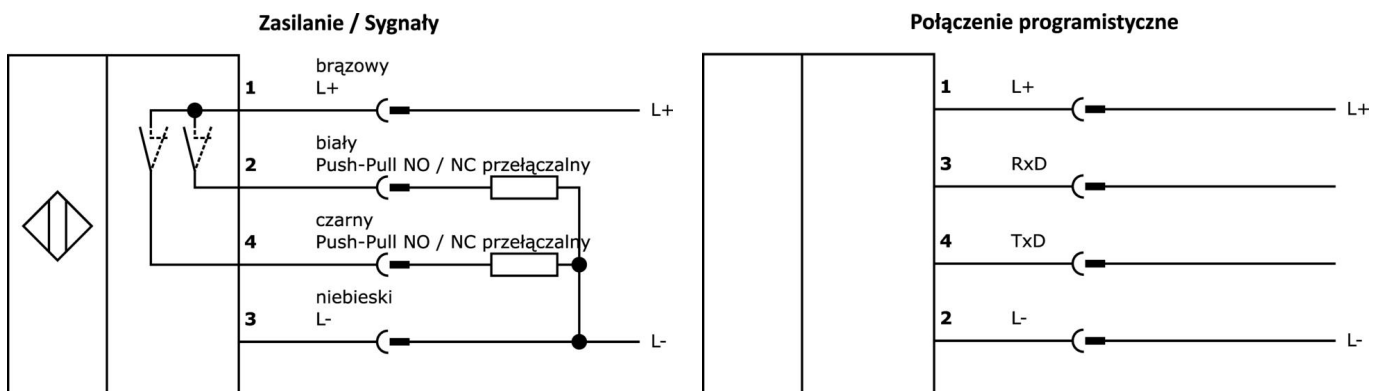 Zasilanie / Sygnały
brązowy
1 L+
L+
biały
2 Push-Pull NO / NC przełączalny
czarny
4 Push-Pull NO / NC przełączalny
niebieski
3 L-
L-
Połączenie programistyczne
1 L+
L+
3 RxD
4 TxD
2 L-
L-